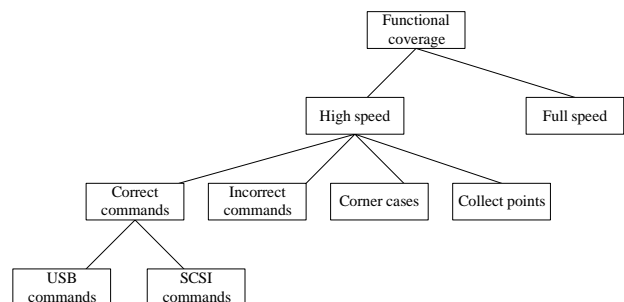 Functional
coverage
High speed
Full speed
Correct
commands
Incorrect
commands
Corner cases
Collect points
USB
commands
SCSI
commands